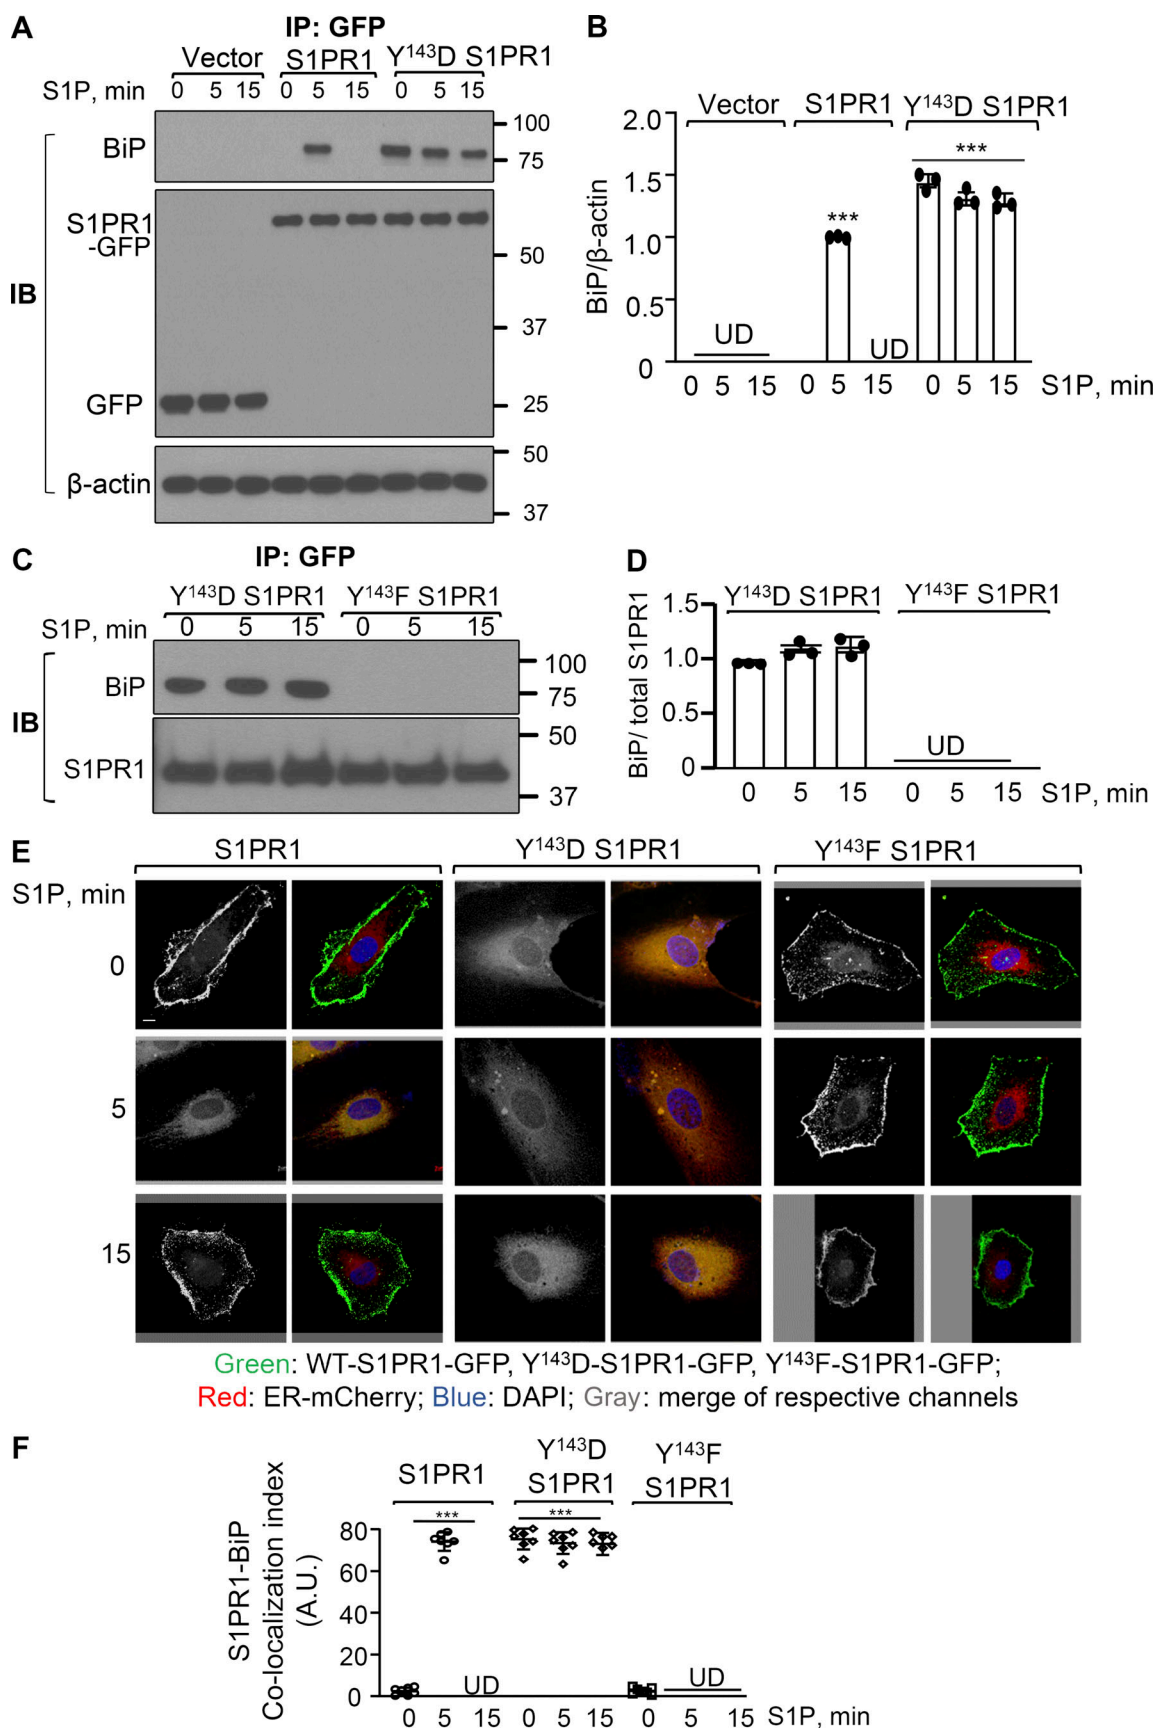 A
IP: GFP
Vector
S1PR1
Y¹⁴³D S1PR1
S1P, min
0 5 15 0 5 15 0 5 15
IB
BiP
100
75
S1PR1
-GFP
50
37
GFP
25
β-actin
50
37
B
Vector
S1PR1
Y¹⁴³D S1PR1
BiP/β-actin
2.0
1.5
1.0
0.5
0
UD
***
UD
***
0 5 15 0 5 15 0 5 15 S1P, min
C
IP: GFP
Y¹⁴³D S1PR1
Y¹⁴³F S1PR1
S1P, min
0 5 15 0 5 15
IB
BiP
100
75
S1PR1
50
37
D
Y¹⁴³D S1PR1
Y¹⁴³F S1PR1
BiP/ total S1PR1
1.5
1.0
0.5
0
UD
0 5 15 0 5 15 S1P, min
E
S1PR1
Y¹⁴³D S1PR1
Y¹⁴³F S1PR1
S1P, min
0
5
15
Green: WT-S1PR1-GFP, Y¹⁴³D-S1PR1-GFP, Y¹⁴³F-S1PR1-GFP;
Red: ER-mCherry; Blue: DAPI; Gray: merge of respective channels
F
S1PR1
Y¹⁴³D
S1PR1
Y¹⁴³F
S1PR1
S1PR1-BiP
Co-localization index
(A.U.)
80
60
40
20
0
***
***
UD
UD
0 5 15 0 5 15 0 5 15 S1P, min